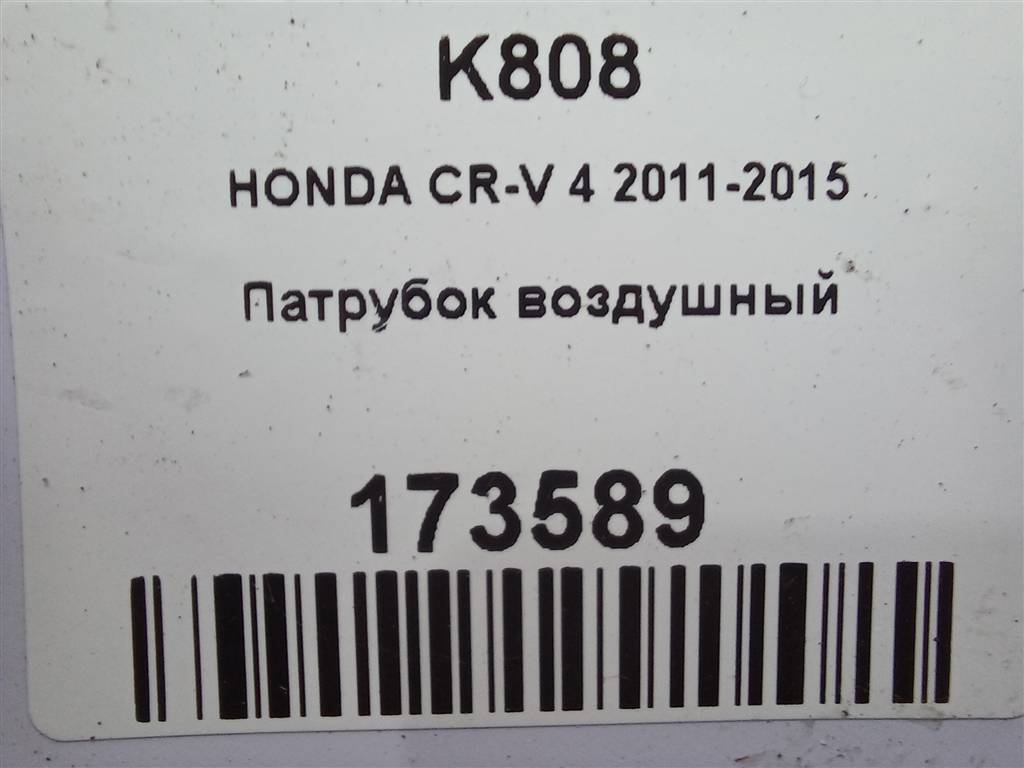 K808
HONDA CR-V 4 2011-2015
Патрубок воздушный
173589